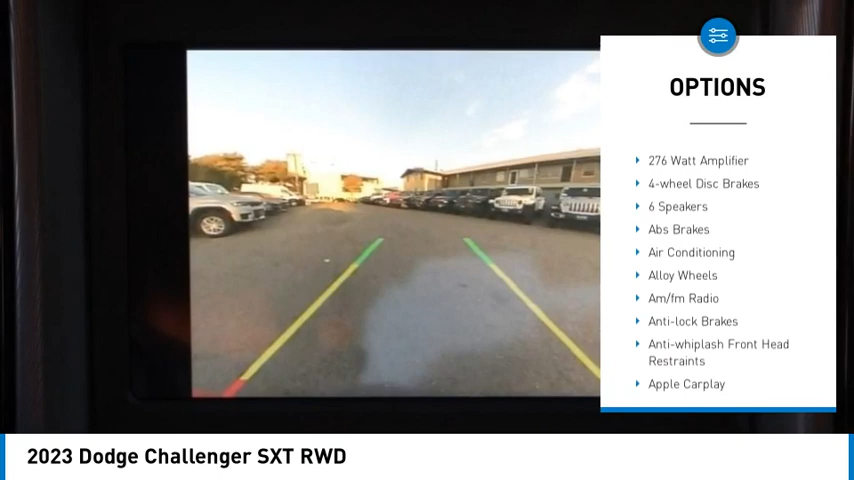 OPTIONS
276 Watt Amplifier
4-wheel Disc Brakes
6 Speakers
Abs Brakes
Air Conditioning
Alloy Wheels
Am/fm Radio
Anti-lock Brakes
Anti-whiplash Front Head
Restraints
Apple Carplay
2023 Dodge Challenger SXT RWD